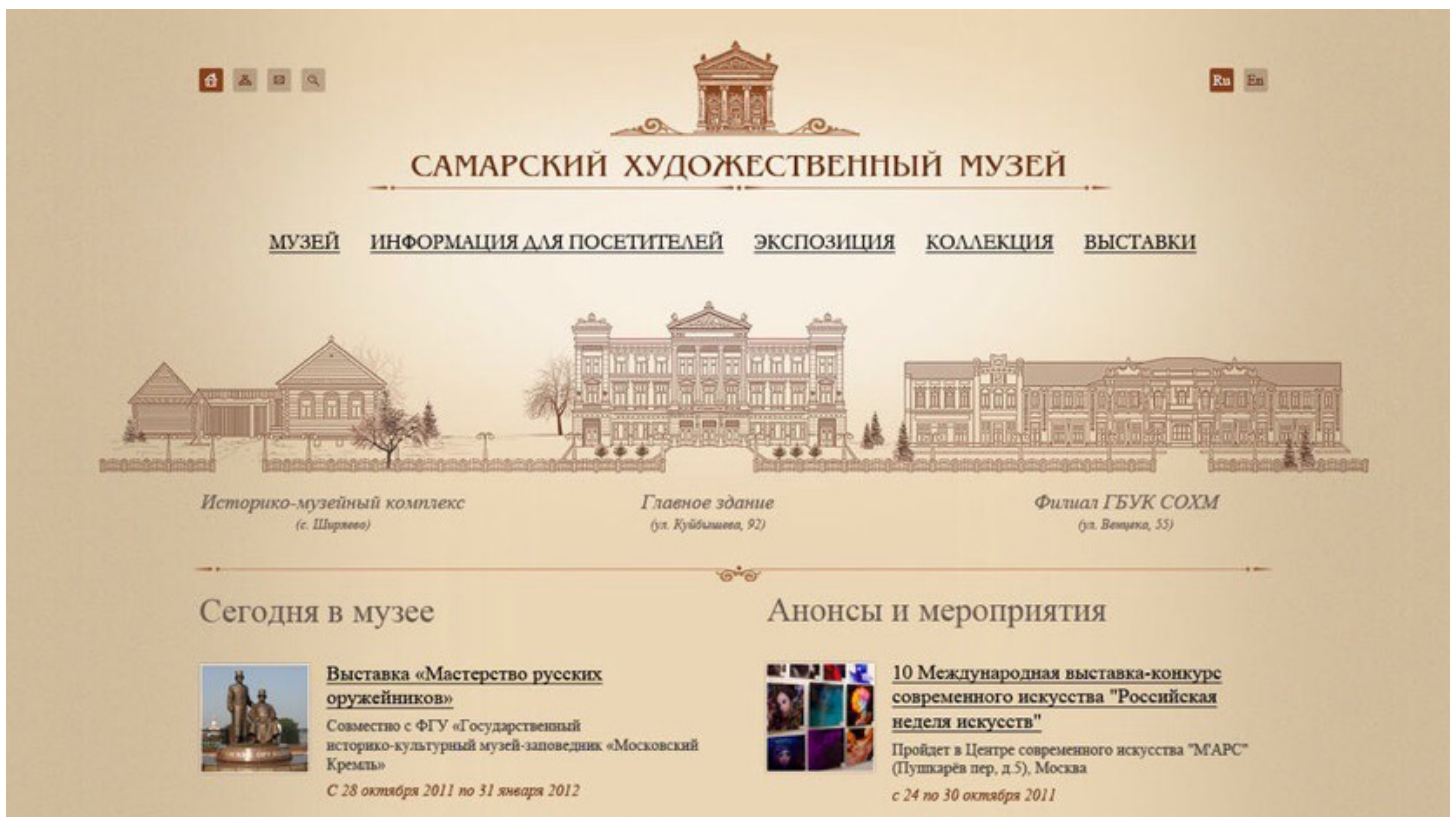 Ru En
САМАРСКИЙ ХУДОЖЕСТВЕННЫЙ МУЗЕЙ
МУЗЕЙ ИНФОРМАЦИЯ ДЛЯ ПОСЕТИТЕЛЕЙ ЭКСПОЗИЦИЯ КОЛЛЕКЦИЯ ВЫСТАВКИ
Историко-музейный комплекс
(с. Ширяево)
Главное здание
(ул. Куйбышева, 92)
Филиал ГБУК СОХМ
(ул. Венцека, 55)
Сегодня в музее
Выставка «Мастерство русских
оружейников»
Совместно с ФГУ «Государственный
историко-культурный музей-заповедник «Московский
Кремль»
С 28 октября 2011 по 31 января 2012
Анонсы и мероприятия
10 Международная выставка-конкурс
современного искусства "Российская
неделя искусств"
Пройдет в Центре современного искусства "М'АРС"
(Пушкарёв пер, д.5), Москва
с 24 по 30 октября 2011